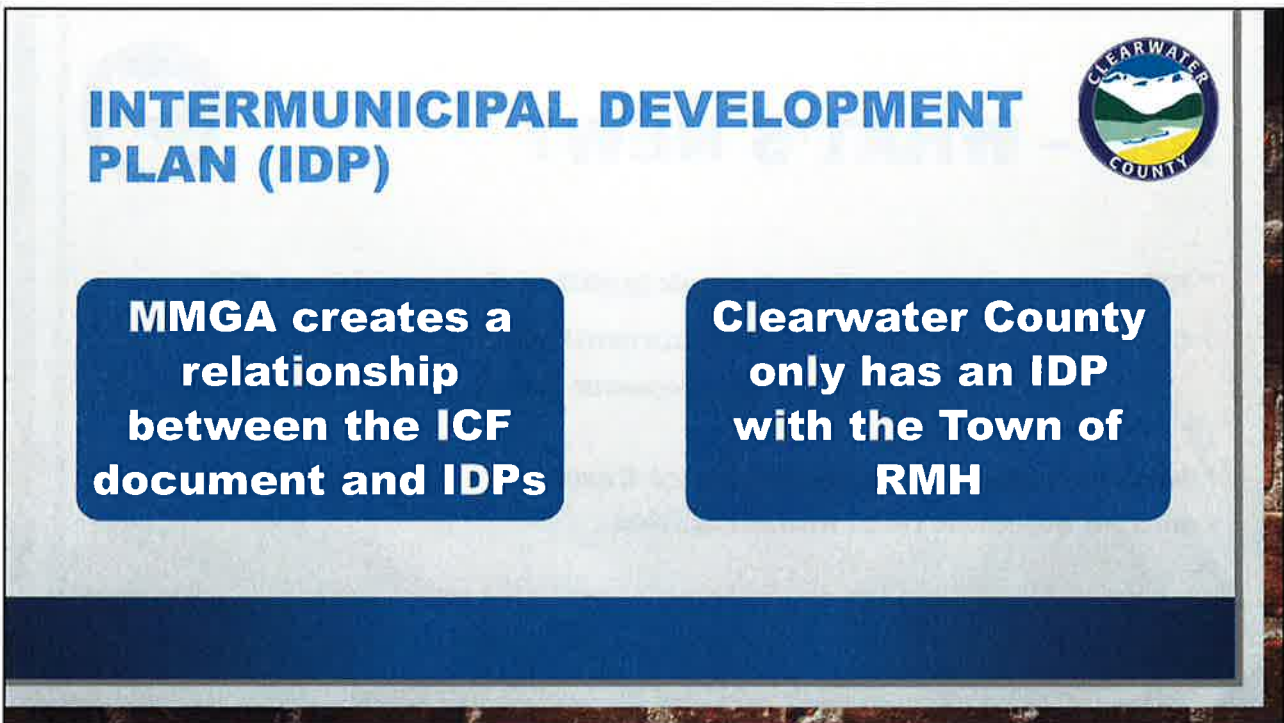 INTERMUNICIPAL DEVELOPMENT
PLAN (IDP)
CLEARWATER
COUNTY
MMGA creates a
relationship
between the ICF
document and IDPs
Clearwater County
only has an IDP
with the Town of
RMH